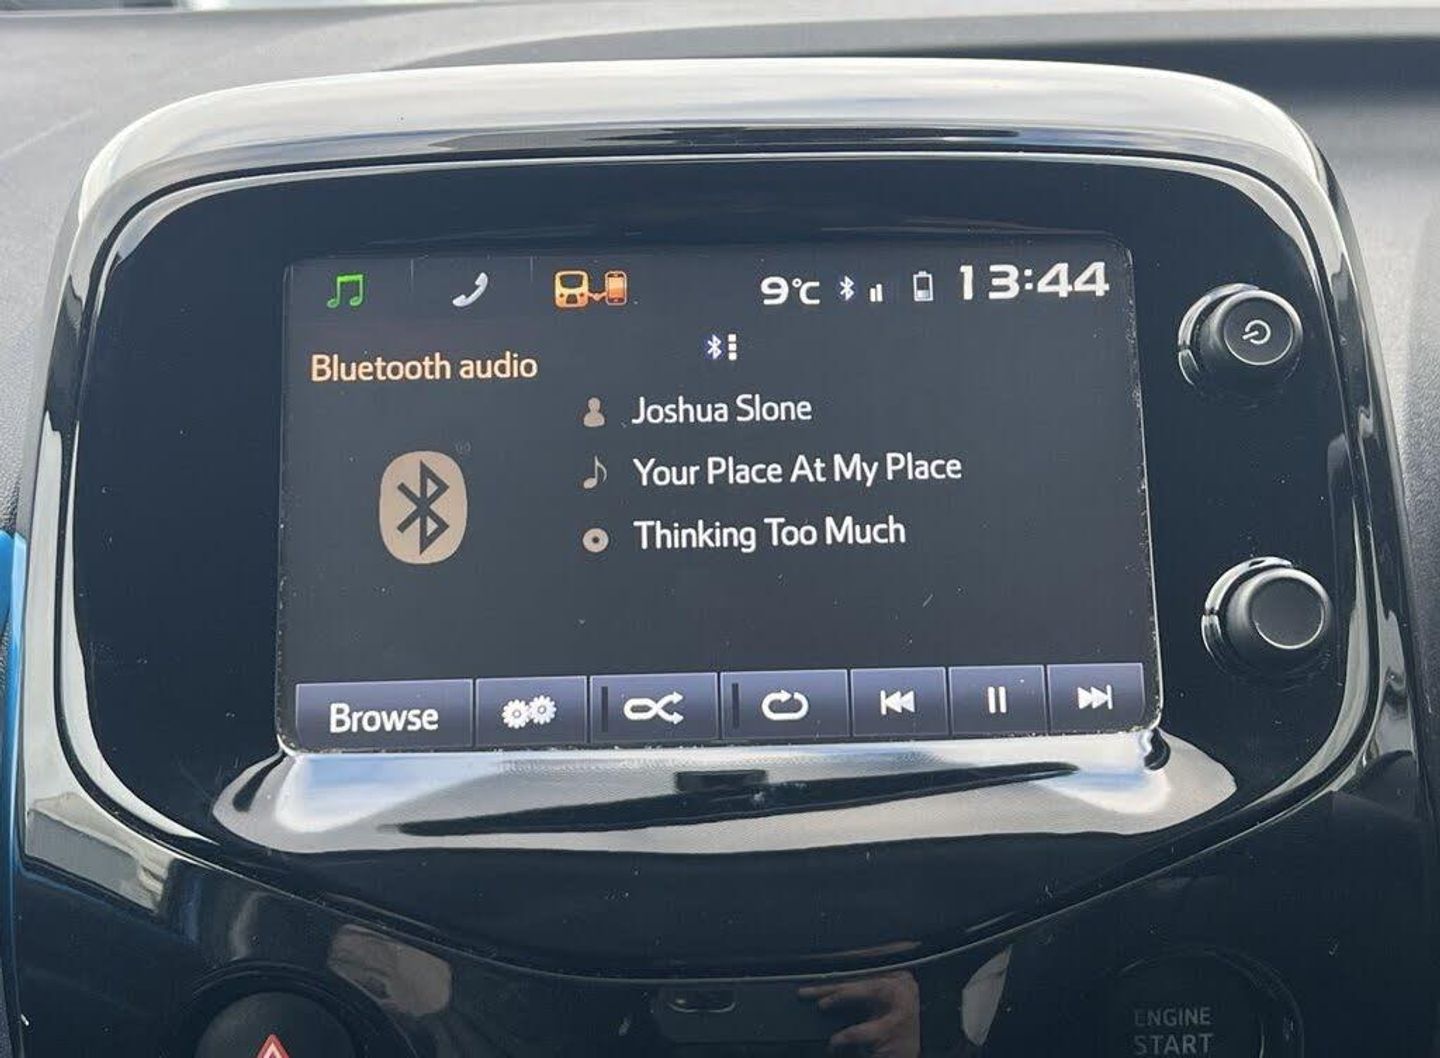 9°C 13:44
Bluetooth audio
Joshua Slone
Your Place At My Place
Thinking Too Much
Browse
ENGINE
START